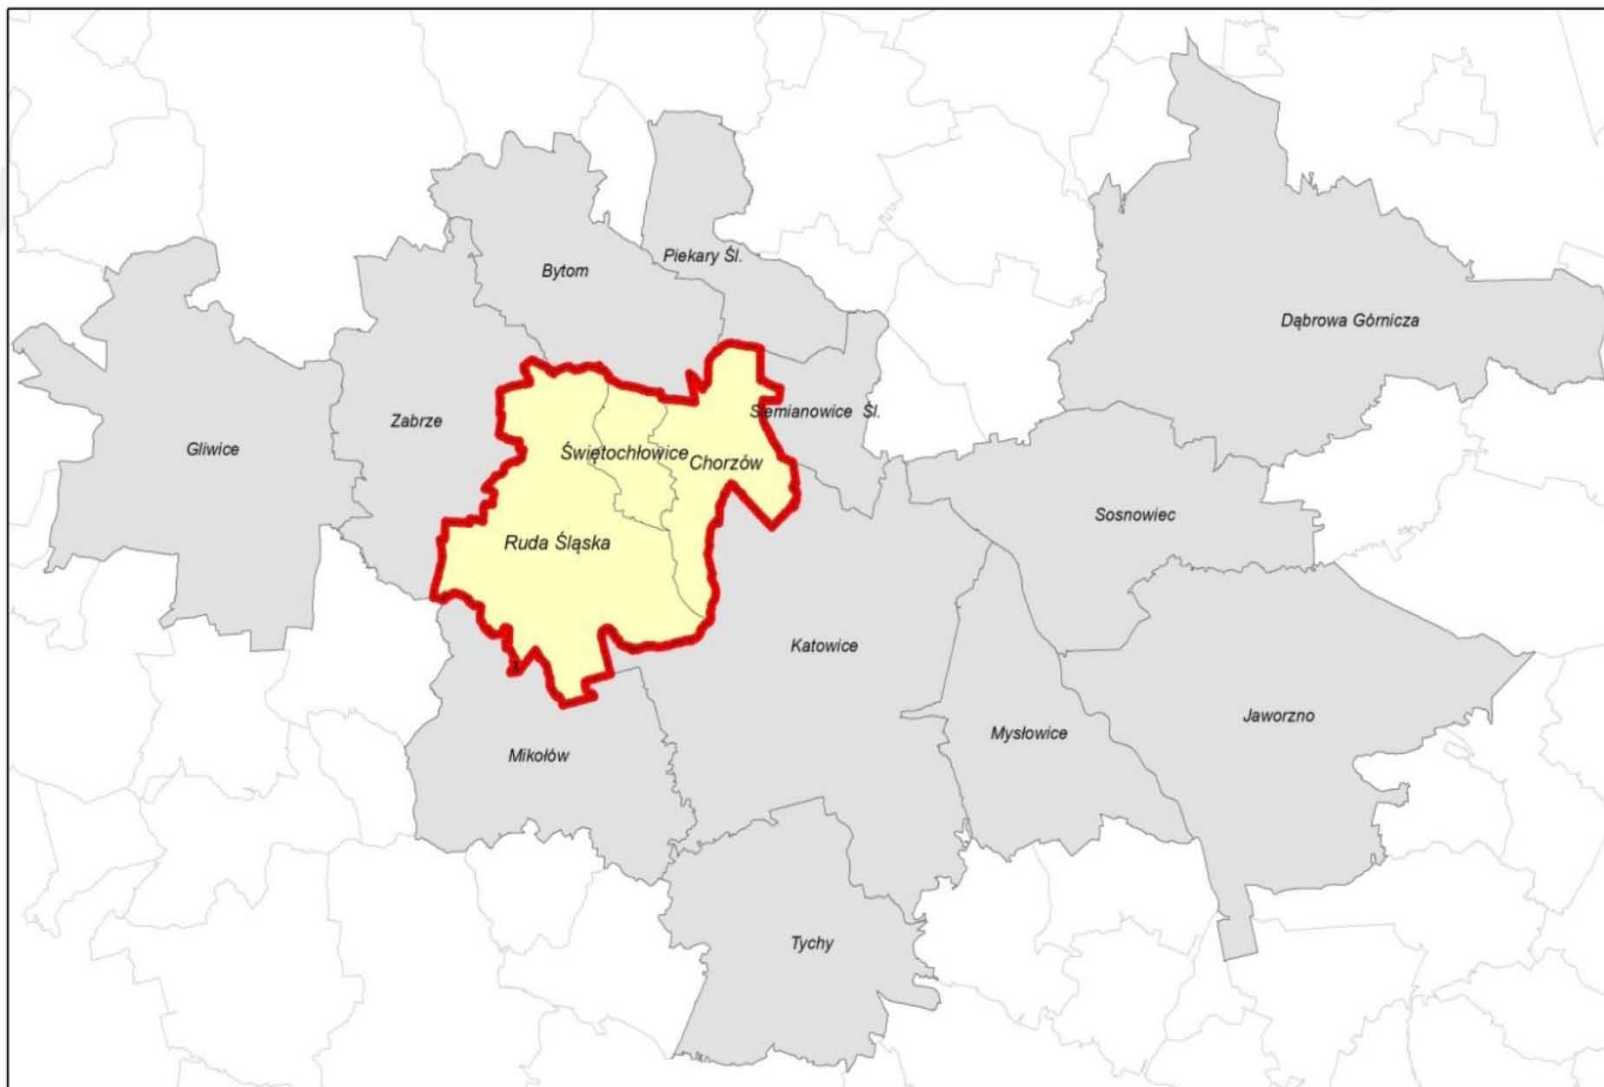 Piekary Śl.
Bytom
Dąbrowa Górnicza
Siemianowice Śl.
Zabrze
Gliwice
Świętochłowice
Chorzów
Sosnowiec
Ruda Śląska
Katowice
Jaworzno
Mysłowice
Mikołów
Tychy